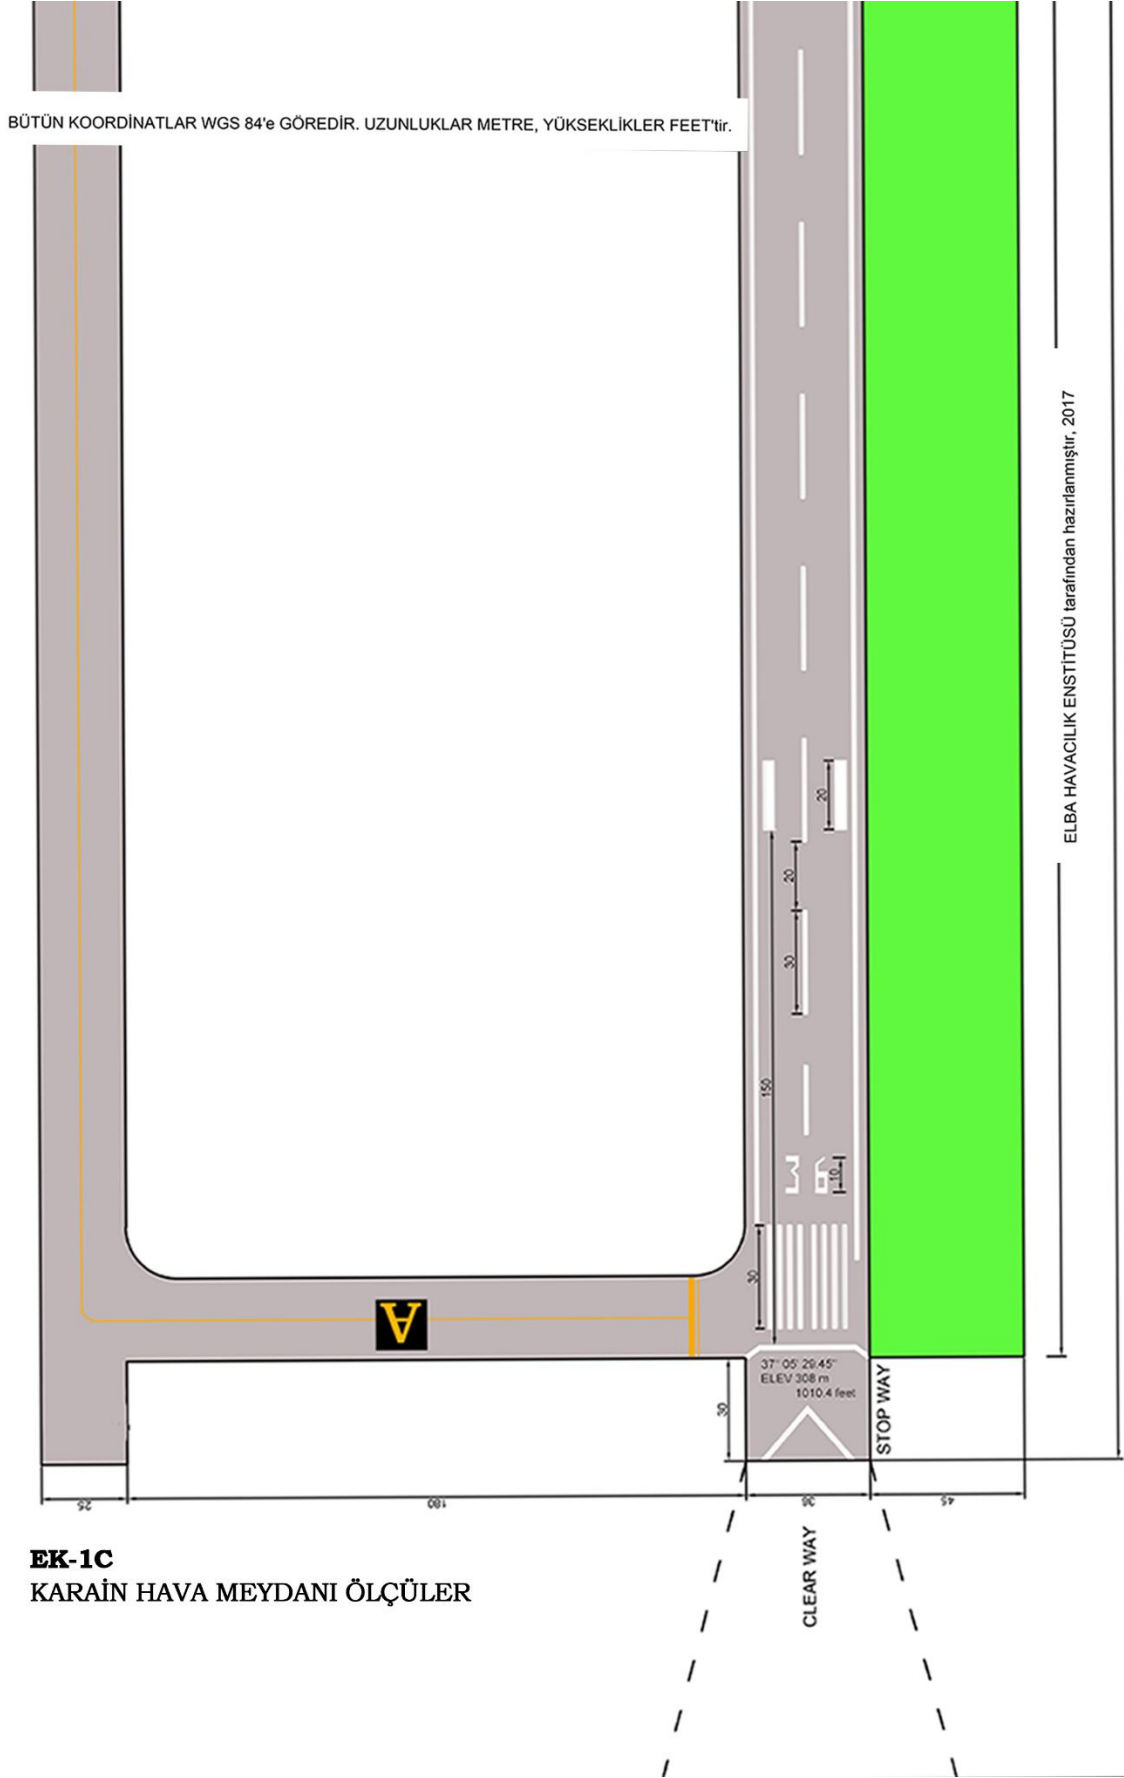 BÜTÜN KOORDİNATLAR WGS 84'e GÖREDİR. UZUNLUKLAR METRE, YÜKSEKLİKLER FEET'tir.
ELBA HAVACILIK ENSTİTÜSÜ tarafından hazırlanmıştır, 2017
20
20
30
150
36
10
30
A
37° 05' 29.45"
ELEV 308 m
1010.4 feet
30
STOP WAY
25
180
36
45
CLEAR WAY
EK-1C
KARAİN HAVA MEYDANI ÖLÇÜLER